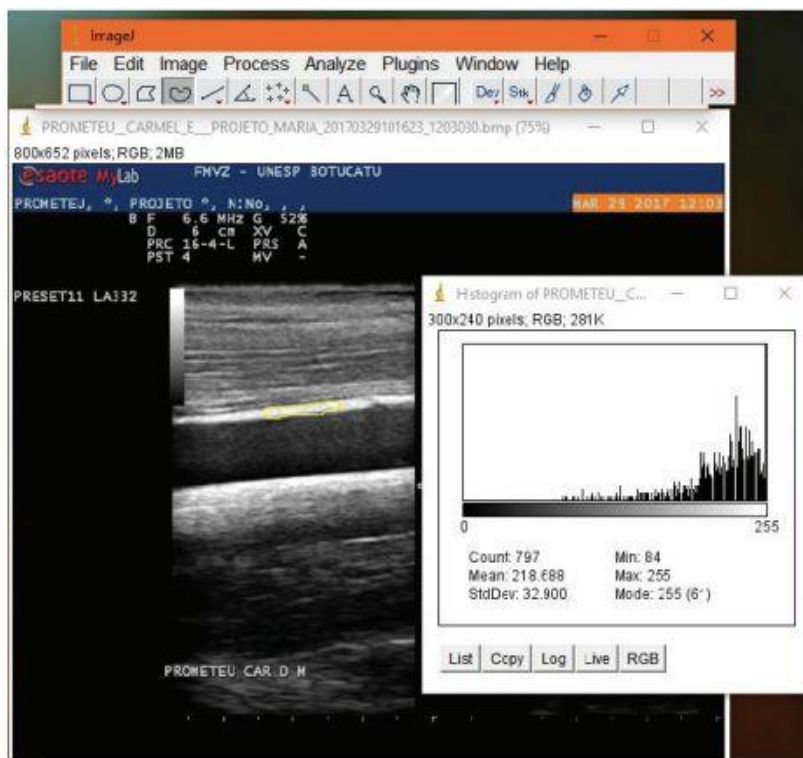 ImageJ
File Edit Image Process Analyze Plugins Window Help
A Dev Stk >>
PROMETEU_CARMEL_E__PROJETO_MARIA_20170329101623_1203030.bmp (75%)
800x652 pixels; RGB; 2MB
esaote MyLab FMVZ - UNESP BOTUCATU
PROMETEJ, º, PROJETO º, N:No, , , MAR 29 2017 12:03
B F 6.6 MHz G 52%
D 6 cm XV C
PRC 16-4-L PRS A
PST 4 MV -
PRESET11 LA332
Histogram of PROMETEU_C...
300x240 pixels; RGB; 281K
0 255
Count: 797 Min: 84
Mean: 218.688 Max: 255
StdDev: 32.900 Mode: 255 (61)
List Copy Log Live RGB
PROMETEU CAR D M